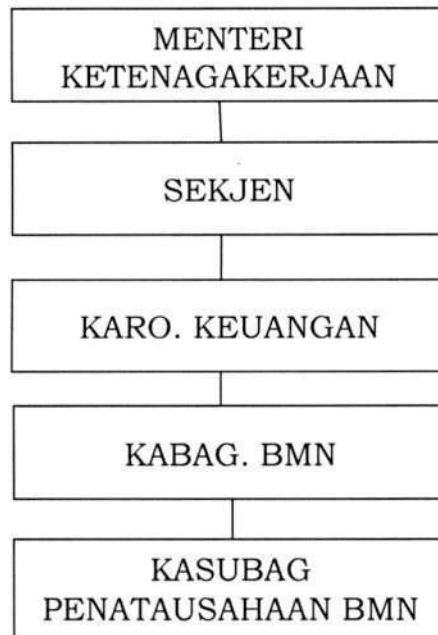 MENTERI
KETENAGAKERJAAN
SEKJEN
KARO. KEUANGAN
KABAG. BMN
KASUBAG
PENATAUSAHAAN BMN